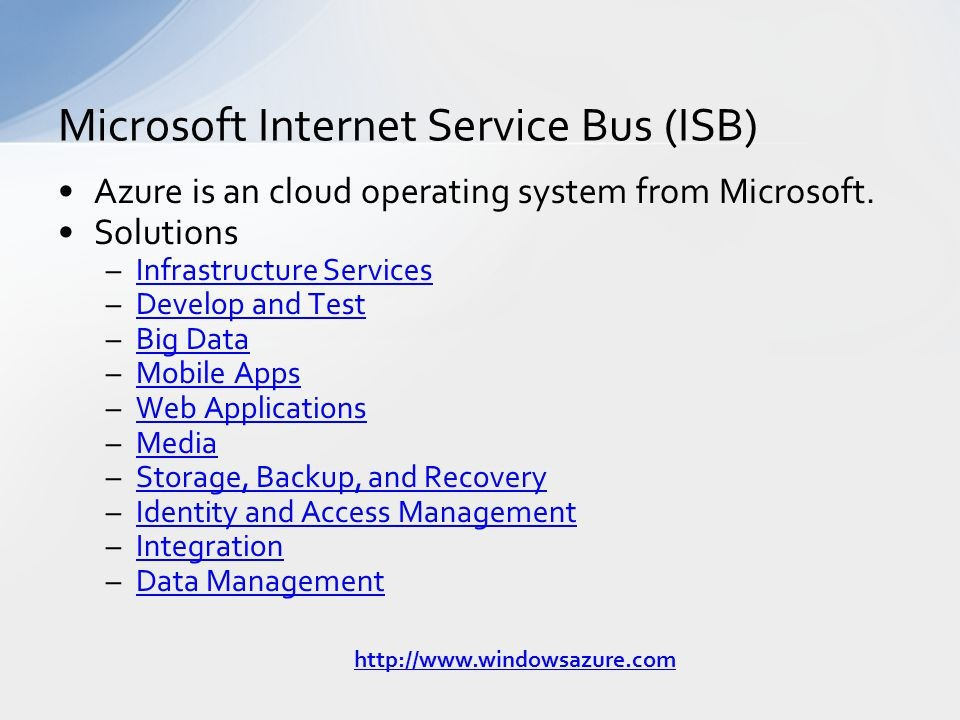 Microsoft Internet Service Bus (ISB)
• Azure is an cloud operating system from Microsoft.
• Solutions
– Infrastructure Services
– Develop and Test
– Big Data
– Mobile Apps
– Web Applications
– Media
– Storage, Backup, and Recovery
– Identity and Access Management
– Integration
– Data Management
http://www.windowsazure.com